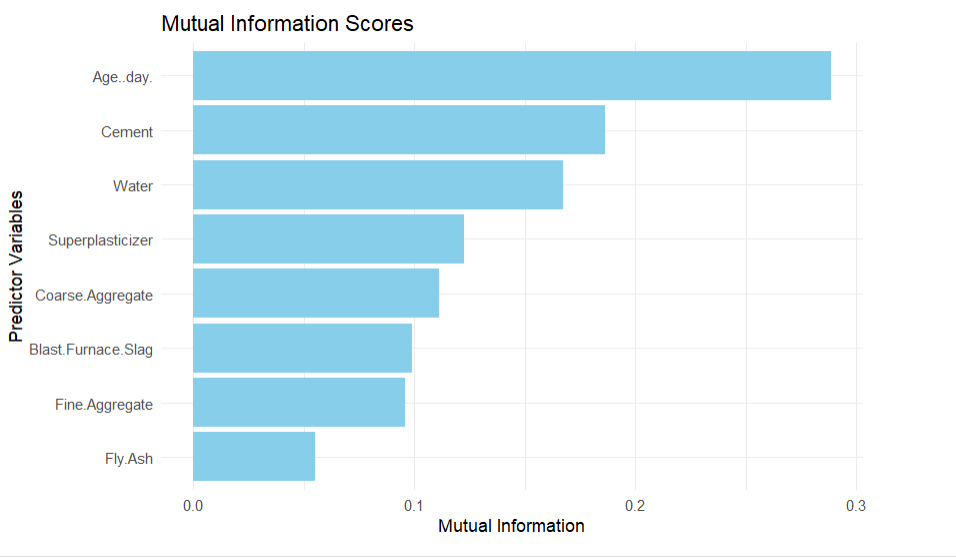 Mutual Information Scores
Predictor Variables
Age..day.
Cement
Water
Superplasticizer
Coarse.Aggregate
Blast.Furnace.Slag
Fine.Aggregate
Fly.Ash
0.0 0.1 0.2 0.3
Mutual Information